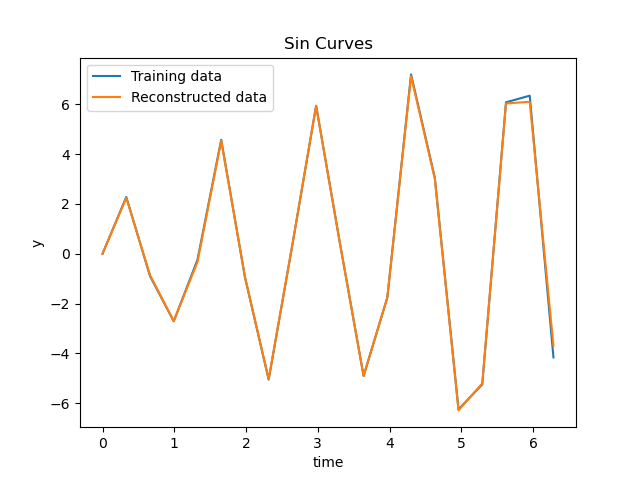 Sin Curves
Training data
Reconstructed data
6
4
2
0
−2
−4
−6
y
0 1 2 3 4 5 6
time